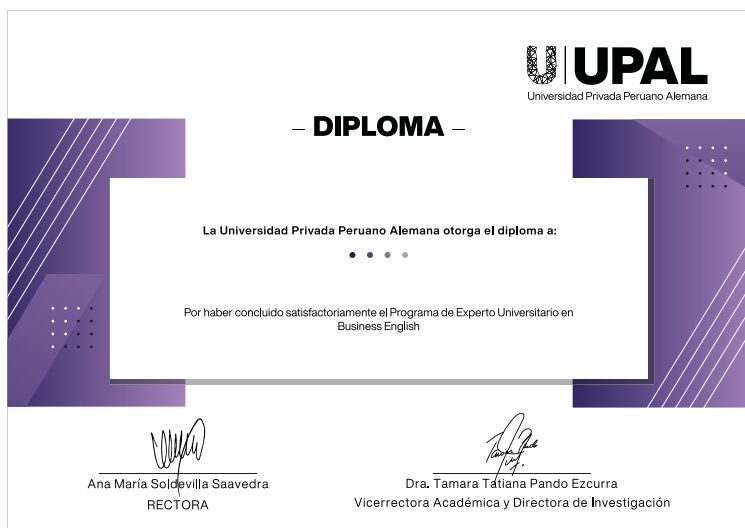 UPAL
Universidad Privada Peruano Alemana
– DIPLOMA –
La Universidad Privada Peruano Alemana otorga el diploma a:
Por haber concluido satisfactoriamente el Programa de Experto Universitario en
Business English
Ana María Soldevilla Saavedra
RECTORA
Dra. Tamara Tatiana Pando Ezcurra
Vicerrectora Académica y Directora de Investigación